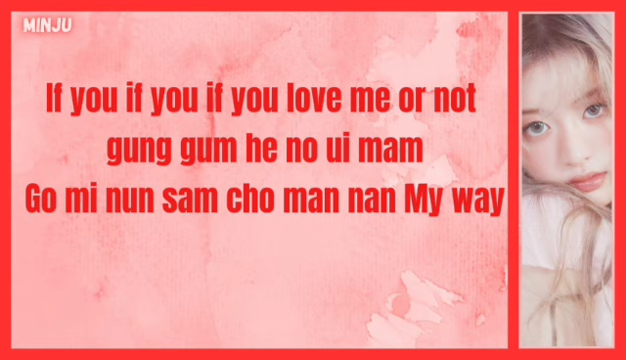 MINJU
If you if you if you love me or not
gung gum he no ui mam
Go mi nun sam cho man nan My way